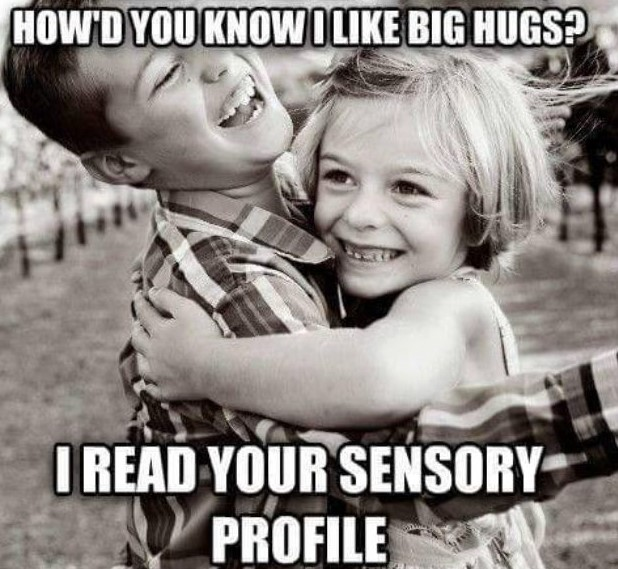 HOW'D YOU KNOW I LIKE BIG HUGS?
I READ YOUR SENSORY
PROFILE